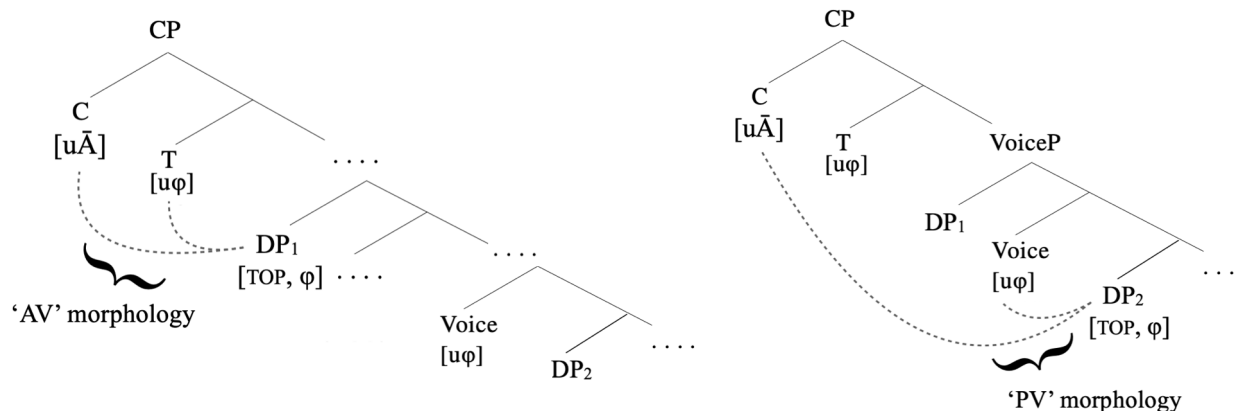 CP
C
[uĀ]
T
[uφ]
. . . .
DP₁
[TOP, φ]
. . . .
. . . .
Voice
[uφ]
DP₂
. . . .
‘AV’ morphology
CP
C
[uĀ]
T
[uφ]
VoiceP
DP₁
Voice
[uφ]
DP₂
[TOP, φ]
. . .
‘PV’ morphology